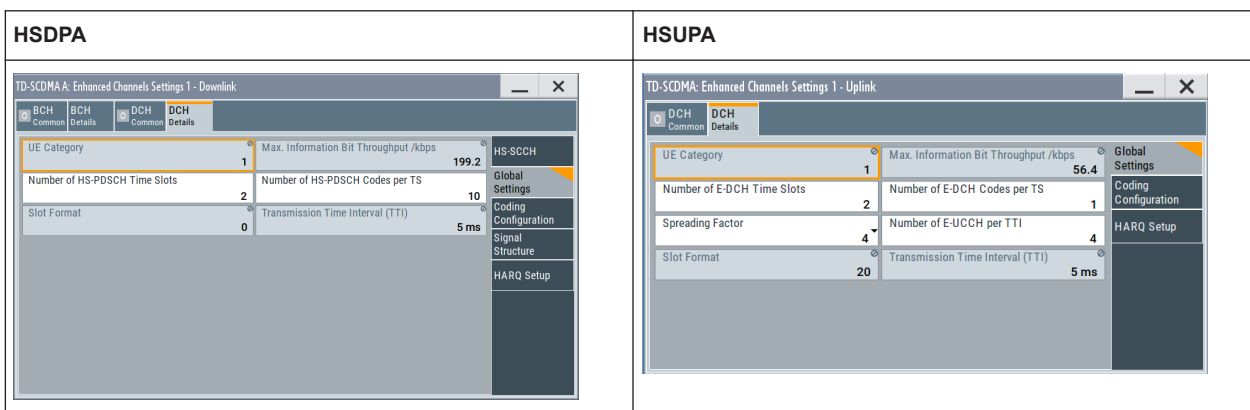 HSDPA
TD-SCDMA A: Enhanced Channels Settings 1 - Downlink
BCH Common
BCH Details
DCH Common
DCH Details
UE Category
1
Max. Information Bit Throughput /kbps
199.2
Number of HS-PDSCH Time Slots
2
Number of HS-PDSCH Codes per TS
10
Slot Format
0
Transmission Time Interval (TTI)
5 ms
HS-SCCH
Global
Settings
Coding
Configuration
Signal
Structure
HARQ Setup
HSUPA
TD-SCDMA: Enhanced Channels Settings 1 - Uplink
DCH Common
DCH Details
UE Category
1
Max. Information Bit Throughput /kbps
56.4
Number of E-DCH Time Slots
2
Number of E-DCH Codes per TS
1
Spreading Factor
4
Number of E-UCCH per TTI
4
Slot Format
20
Transmission Time Interval (TTI)
5 ms
Global
Settings
Coding
Configuration
HARQ Setup